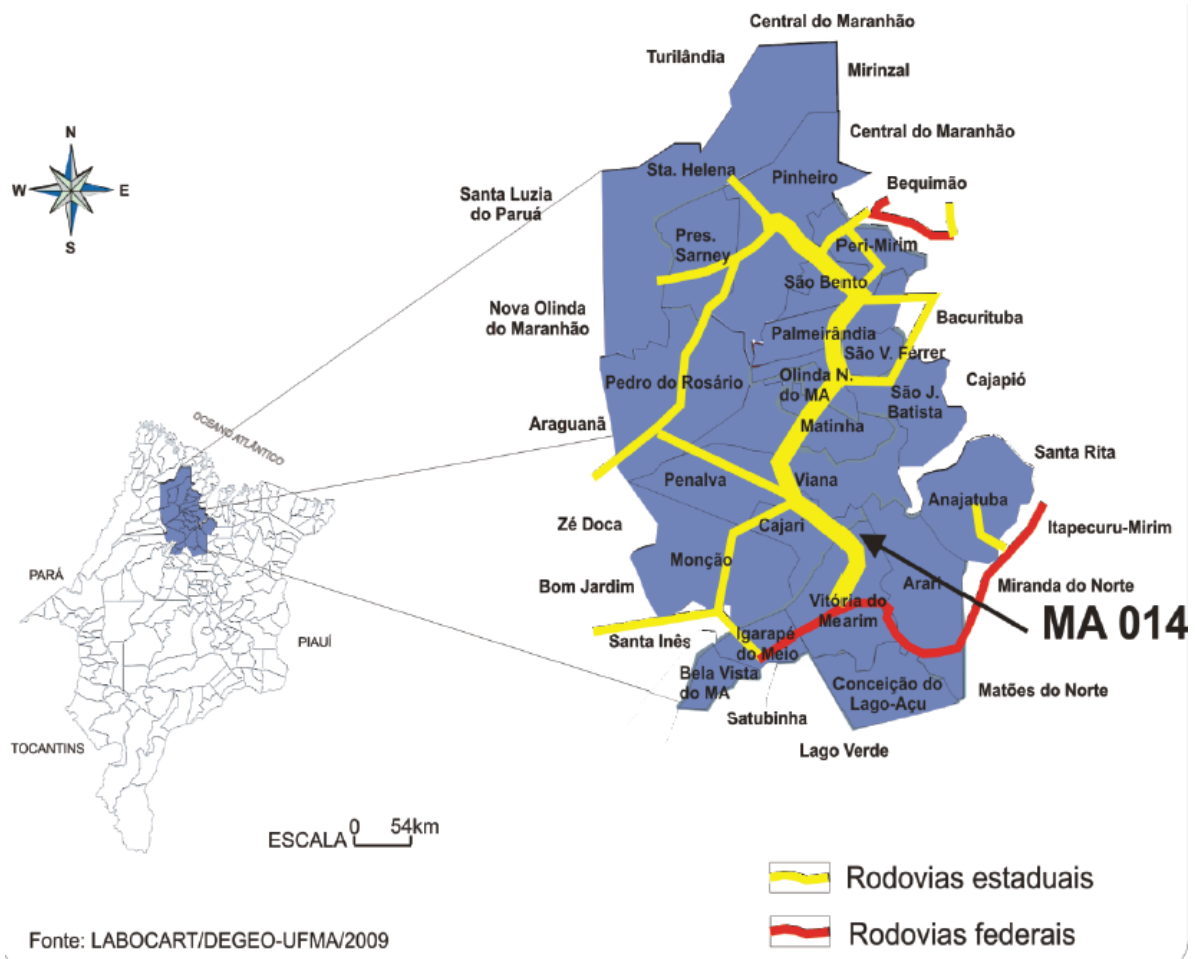 Central do Maranhão
Turilândia
Mirinzal
N
W
E
S
Central do Maranhão
Sta. Helena
Pinheiro
Bequimão
Santa Luzia
do Paruá
Pres.
Sarney
Peri-Mirim
São Bento
Nova Olinda
do Maranhão
Bacurituba
Palmeirândia
São V. Ferrer
Olinda N.
do MA
Pedro do Rosário
Cajapió
São J.
Batista
Araguanã
Matinha
OCEANO ATLÂNTICO
Santa Rita
Penalva
Viana
Anajatuba
Zé Doca
Cajari
Itapecuru-Mirim
Monção
PARÁ
Bom Jardim
Arari
Miranda do Norte
Vitória do
Mearim
MA 014
PIAUÍ
Santa Inês
Igarapé
do Meio
Bela Vista
do MA
Conceição do
Lago-Açu
Matões do Norte
Satubinha
TOCANTINS
Lago Verde
ESCALA
0 54km
Rodovias estaduais
Rodovias federais
Fonte: LABOCART/DEGEO-UFMA/2009